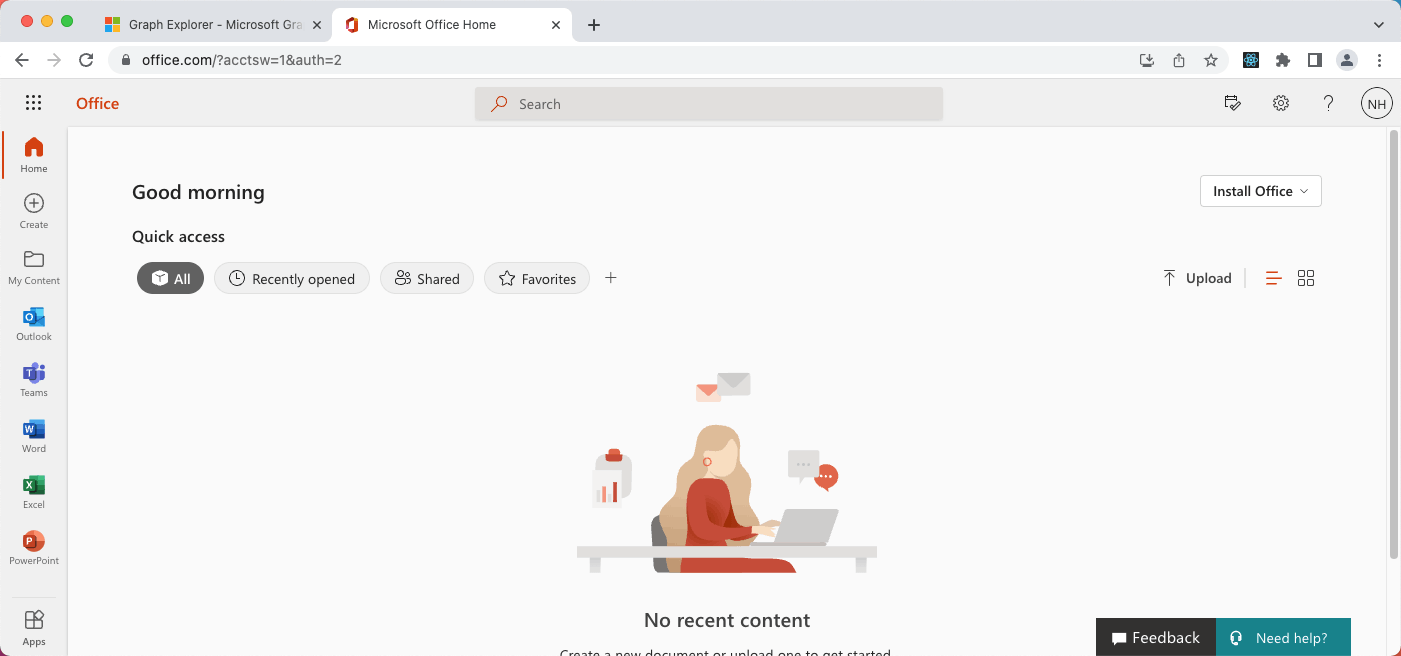 Graph Explorer - Microsoft Gra
Microsoft Office Home
office.com/?acctsw=1&auth=2
Office
Search
NH
Home
Create
My Content
Outlook
Teams
Word
Excel
PowerPoint
Apps
Good morning
Install Office
Quick access
All
Recently opened
Shared
Favorites
Upload
No recent content
Create a new document or upload one to get started
Feedback
Need help?